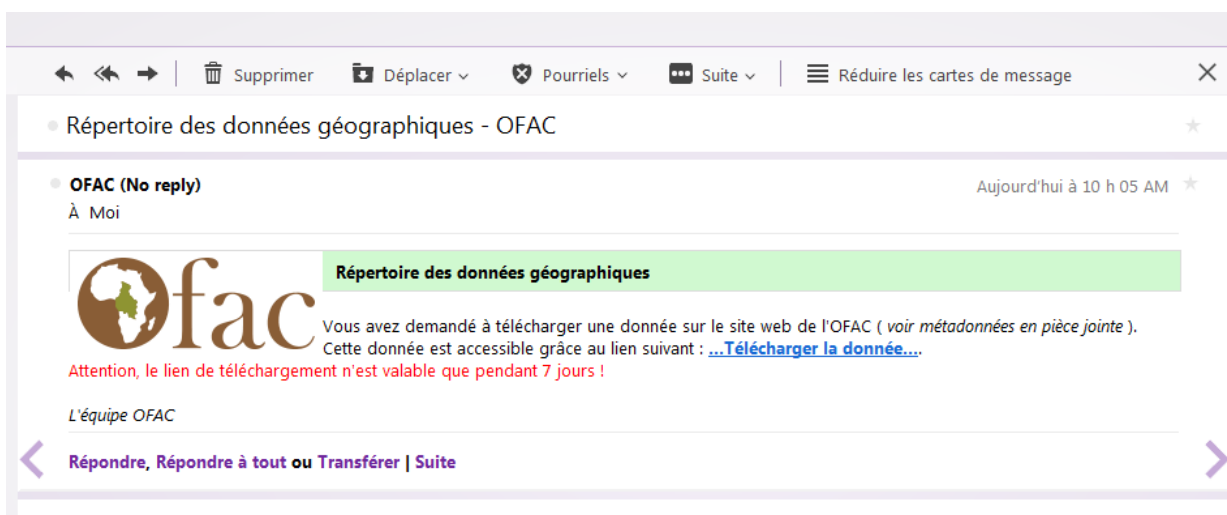 Supprimer Déplacer Pourriels Suite Réduire les cartes de message
Répertoire des données géographiques - OFAC
OFAC (No reply) Aujourd'hui à 10 h 05 AM
À Moi
Ofac
Répertoire des données géographiques
Vous avez demandé à télécharger une donnée sur le site web de l'OFAC ( voir métadonnées en pièce jointe ).
Cette donnée est accessible grâce au lien suivant : ...Télécharger la donnée....
Attention, le lien de téléchargement n'est valable que pendant 7 jours !
L'équipe OFAC
Répondre, Répondre à tout ou Transférer | Suite